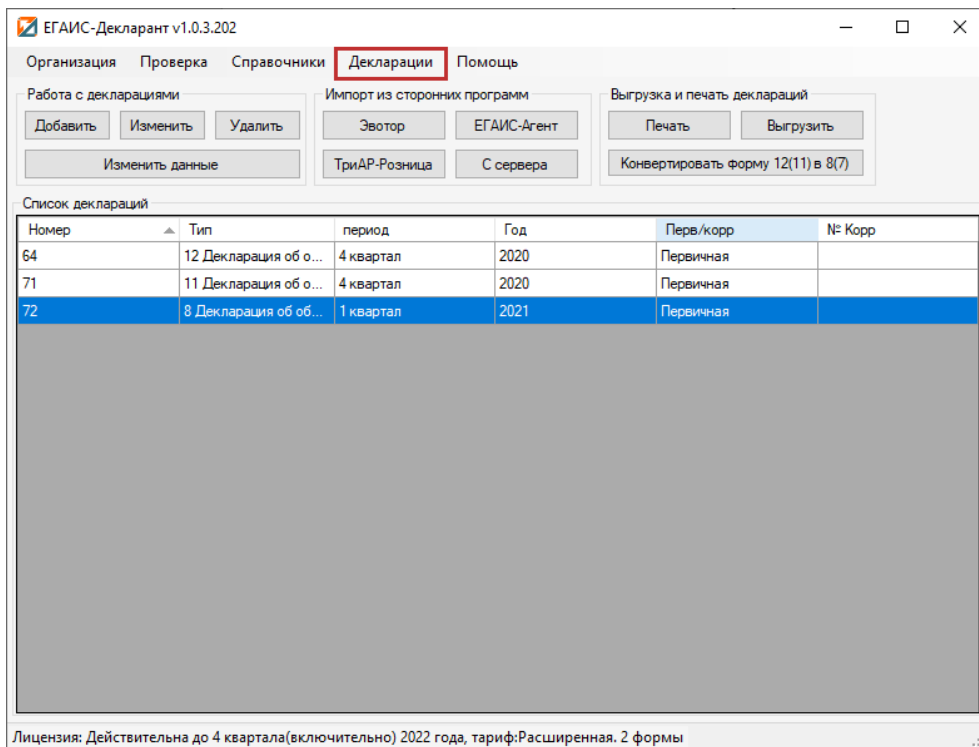 ЕГАИС-Декларант v1.0.3.202
Организация Проверка Справочники Декларации Помощь
Работа с декларациями Импорт из сторонних программ Выгрузка и печать деклараций
Добавить Изменить Удалить Эвотор ЕГАИС-Агент Печать Выгрузить
Изменить данные ТриАР-Розница С сервера Конвертировать форму 12(11) в 8(7)
Список деклараций
Номер Тип период Год Перв/корр № Корр
64 12 Декларация об о... 4 квартал 2020 Первичная
71 11 Декларация об о... 4 квартал 2020 Первичная
72 8 Декларация об об... 1 квартал 2021 Первичная
Лицензия: Действительна до 4 квартала(включительно) 2022 года, тариф:Расширенная. 2 формы